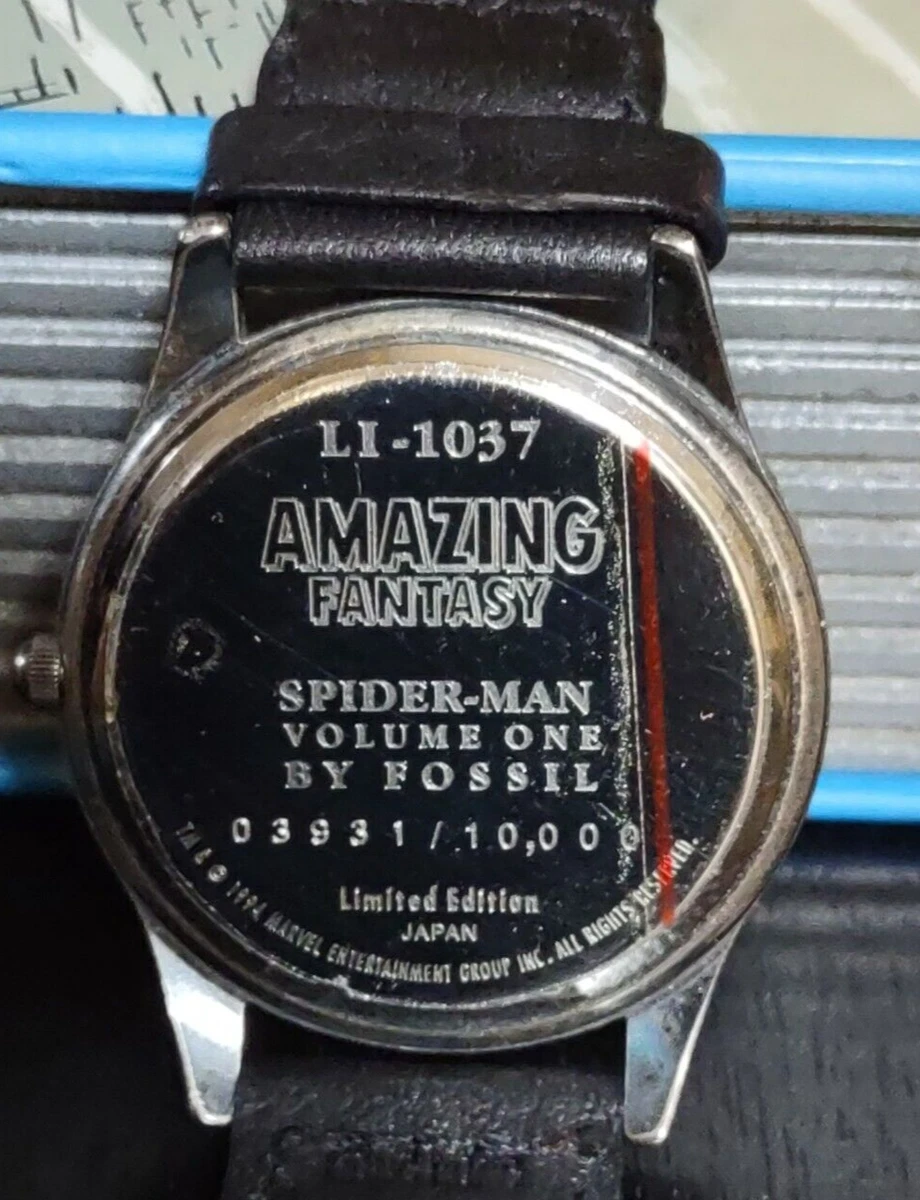 LI-1037
AMAZING
FANTASY
SPIDER-MAN
VOLUME ONE
BY FOSSIL
03931/10,000
Limited Edition
JAPAN
TM & © 1994 MARVEL ENTERTAINMENT GROUP INC. ALL RIGHTS RESERVED.